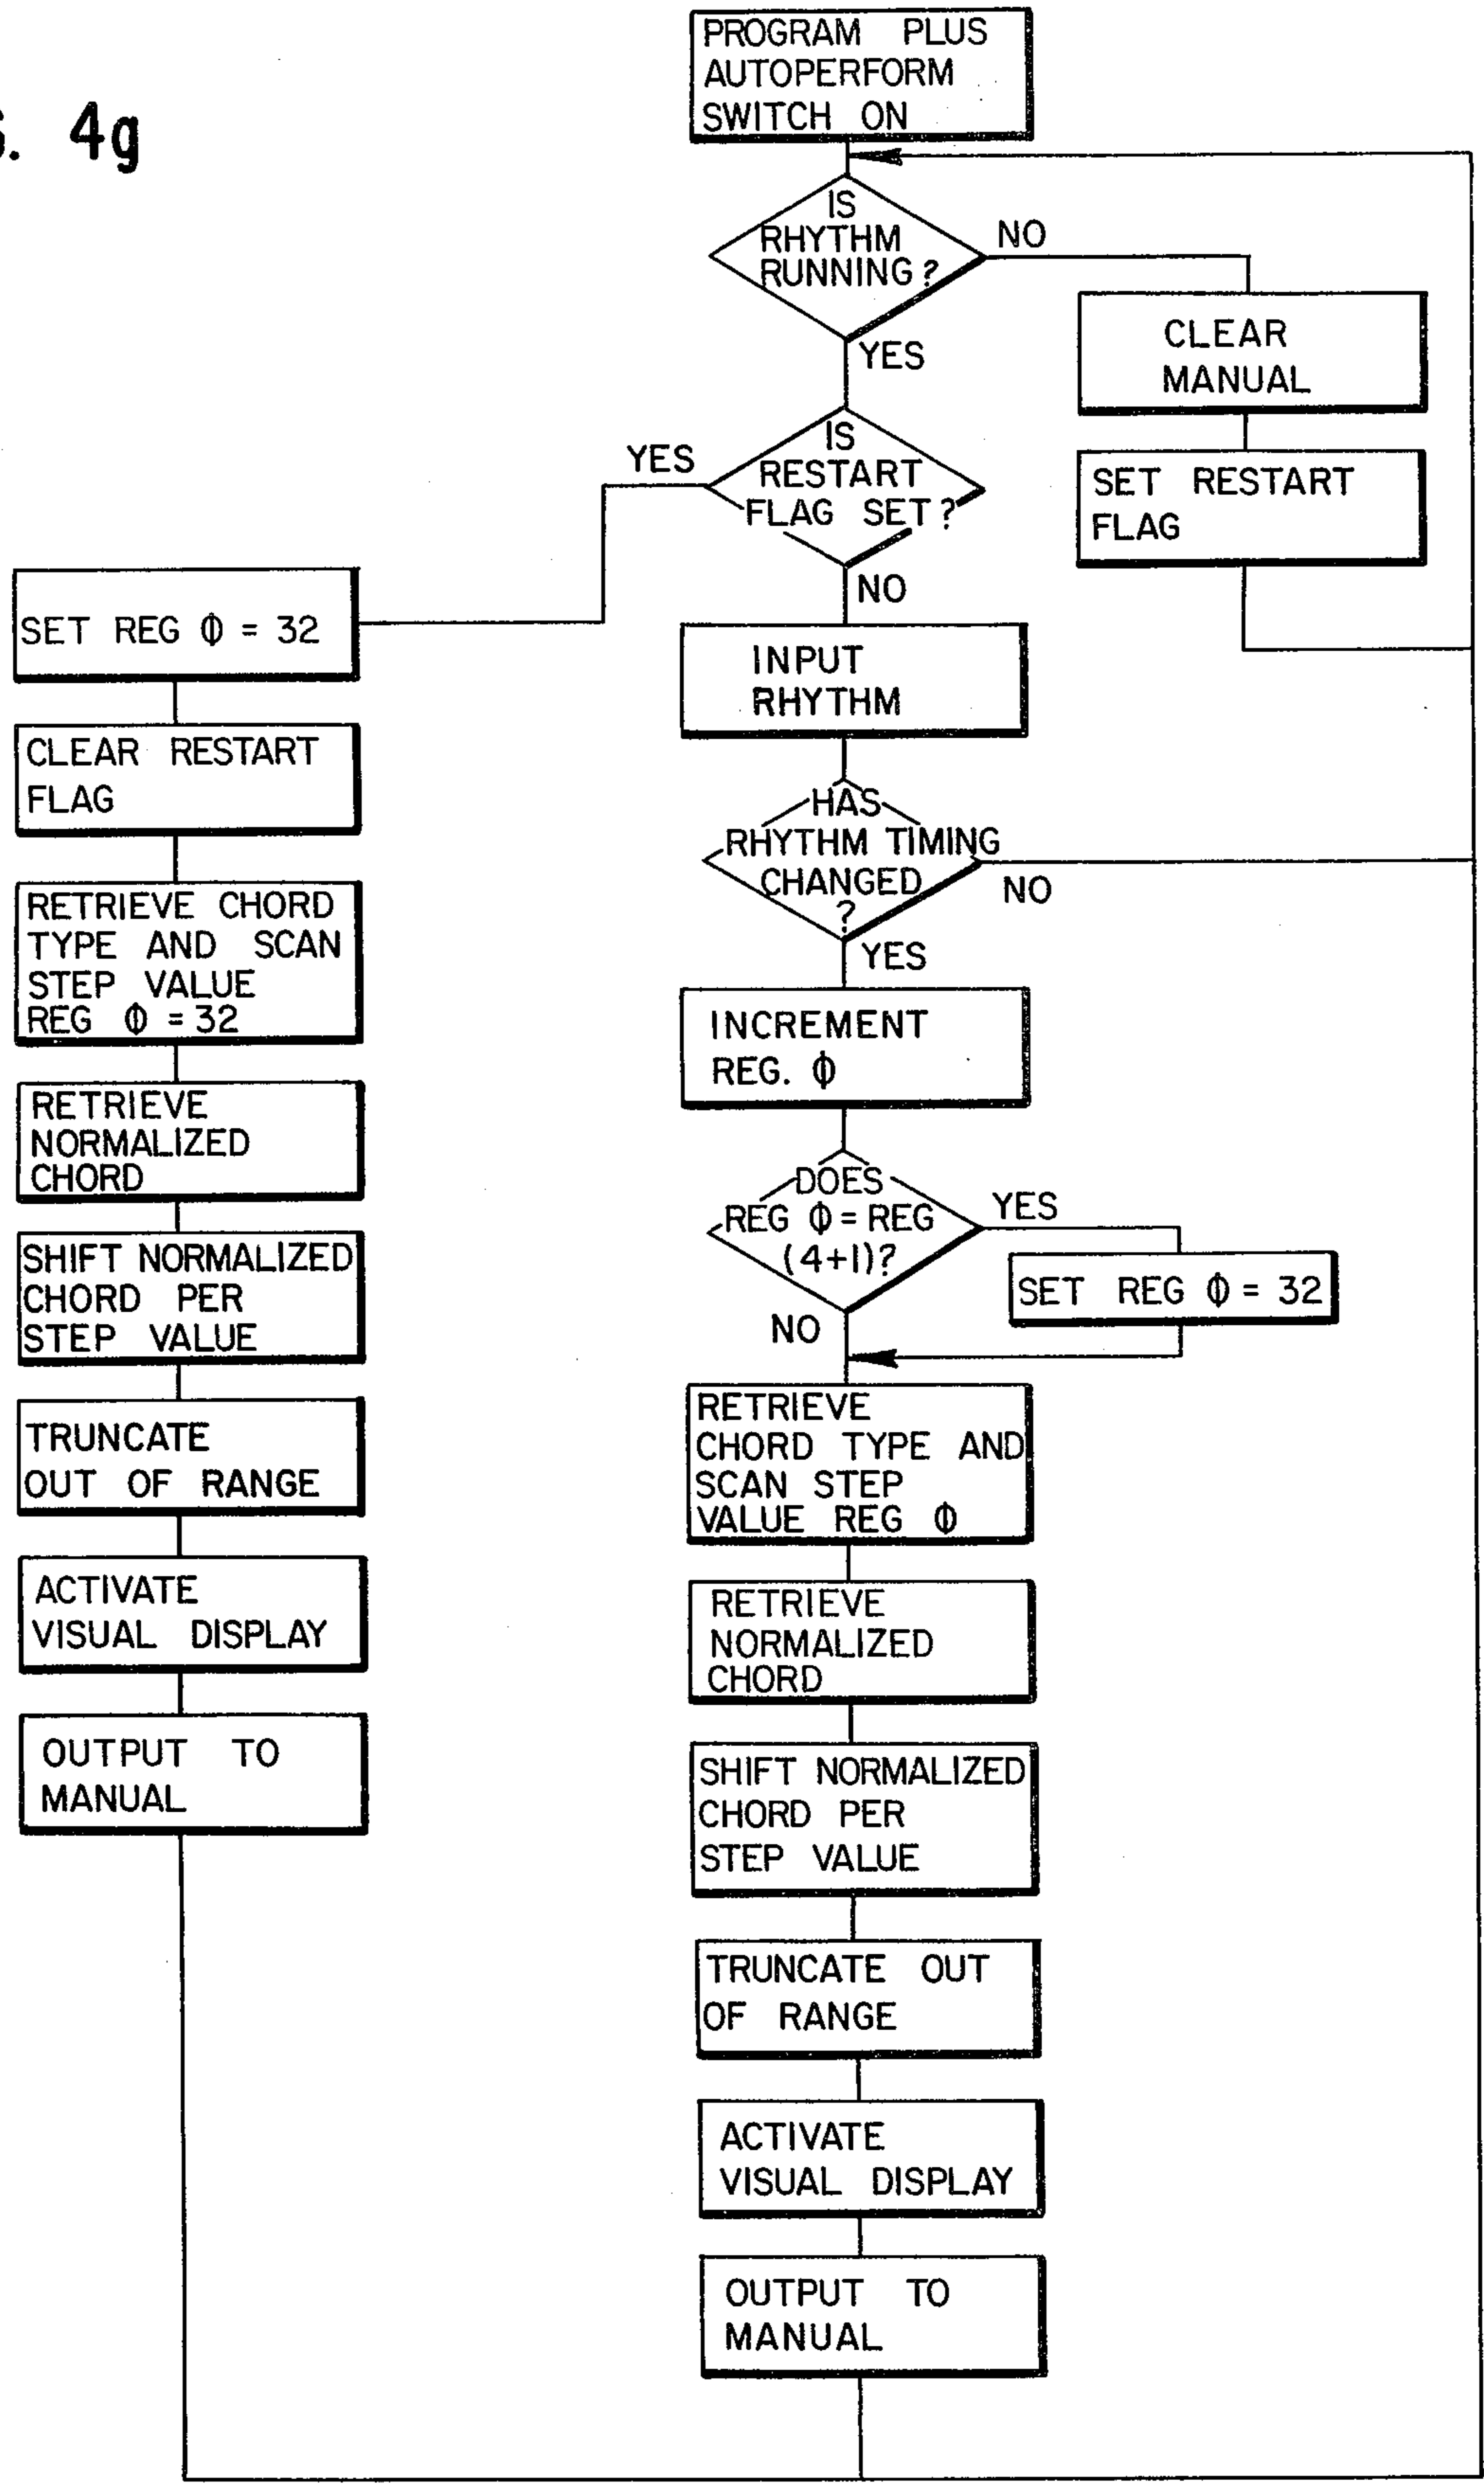 . 4g
PROGRAM PLUS
AUTOPERFORM
SWITCH ON
IS
RHYTHM
RUNNING?
NO
YES
CLEAR
MANUAL
SET RESTART
FLAG
IS
RESTART
FLAG SET?
YES
NO
SET REG Φ = 32
CLEAR RESTART
FLAG
RETRIEVE CHORD
TYPE AND SCAN
STEP VALUE
REG Φ = 32
RETRIEVE
NORMALIZED
CHORD
SHIFT NORMALIZED
CHORD PER
STEP VALUE
TRUNCATE
OUT OF RANGE
ACTIVATE
VISUAL DISPLAY
OUTPUT TO
MANUAL
INPUT
RHYTHM
HAS
RHYTHM TIMING
CHANGED
?
NO
YES
INCREMENT
REG. Φ
DOES
REG Φ = REG
(4+1)?
YES
SET REG Φ = 32
NO
RETRIEVE
CHORD TYPE AND
SCAN STEP
VALUE REG Φ
RETRIEVE
NORMALIZED
CHORD
SHIFT NORMALIZED
CHORD PER
STEP VALUE
TRUNCATE OUT
OF RANGE
ACTIVATE
VISUAL DISPLAY
OUTPUT TO
MANUAL